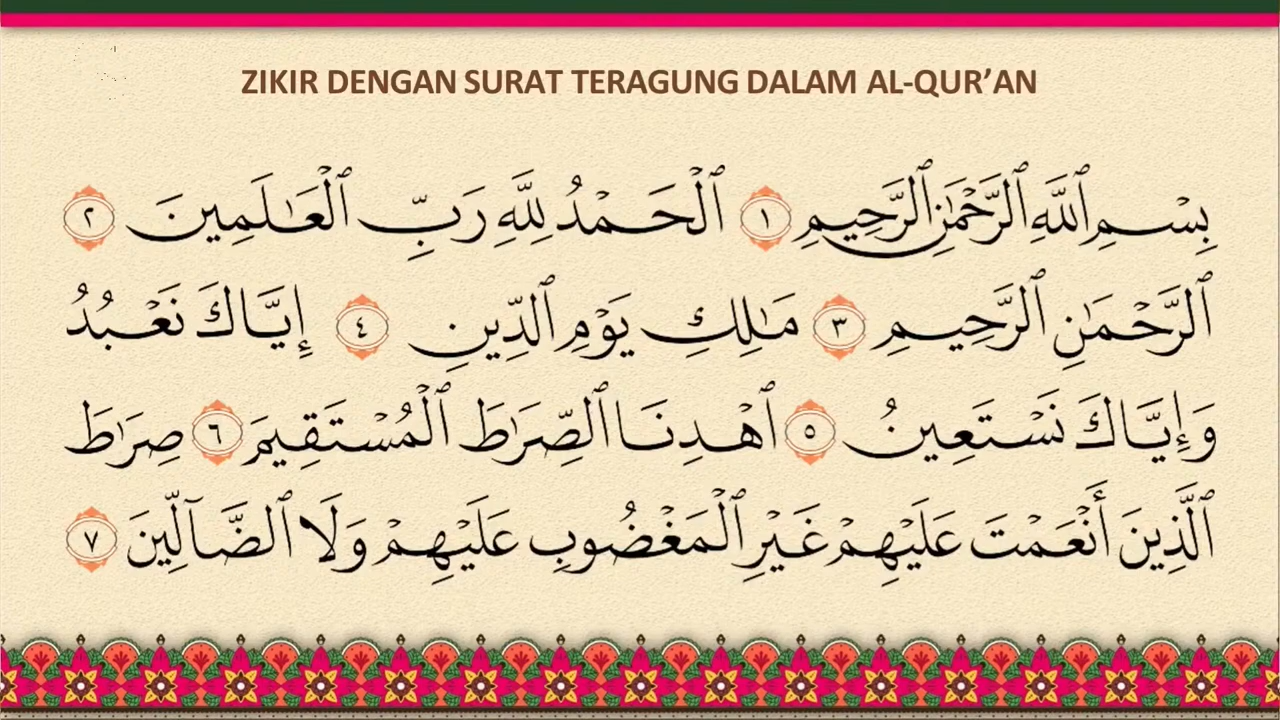 ZIKIR DENGAN SURAT TERAGUNG DALAM AL-QUR’AN
بِسْمِ ٱللَّهِ ٱلرَّحْمَٰنِ ٱلرَّحِيمِ ١ ٱلْحَمْدُ لِلَّهِ رَبِّ ٱلْعَٰلَمِينَ ٢
ٱلرَّحْمَٰنِ ٱلرَّحِيمِ ٣ مَٰلِكِ يَوْمِ ٱلدِّينِ ٤ إِيَّاكَ نَعْبُدُ
وَإِيَّاكَ نَسْتَعِينُ ٥ ٱهْدِنَا ٱلصِّرَٰطَ ٱلْمُسْتَقِيمَ ٦ صِرَٰطَ
ٱلَّذِينَ أَنْعَمْتَ عَلَيْهِمْ غَيْرِ ٱلْمَغْضُوبِ عَلَيْهِمْ وَلَا ٱلضَّآلِّينَ ٧